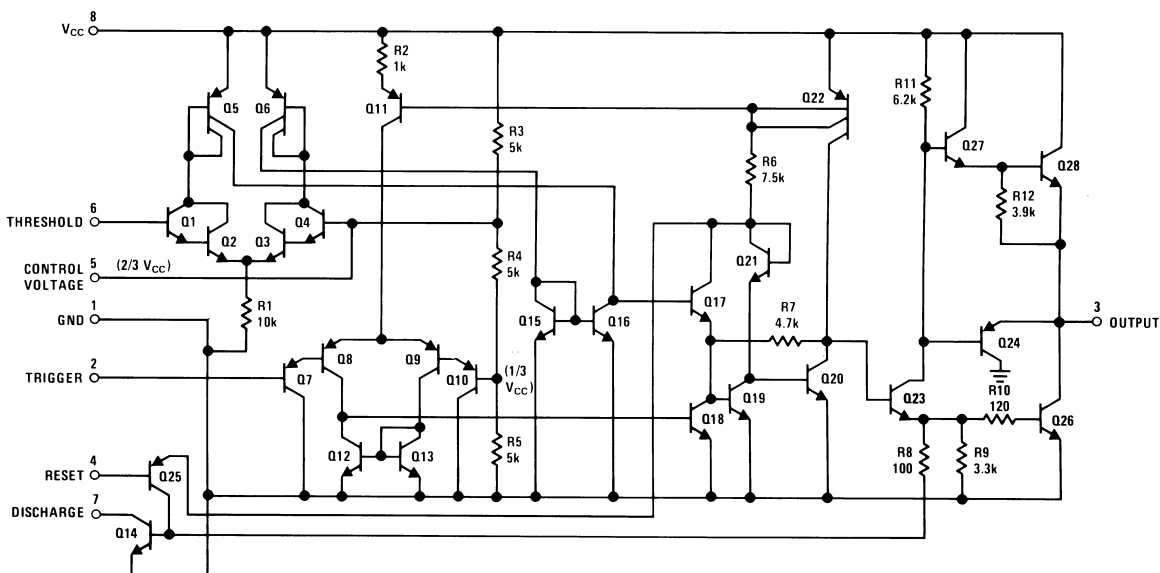 8
VCC
R2
1k
Q5
Q6
Q11
Q22
R11
6.2k
R3
5k
Q27
Q28
R6
7.5k
R12
3.9k
6
THRESHOLD
Q1
Q2
Q3
Q4
5
CONTROL VOLTAGE
(2/3 VCC)
R4
5k
Q21
1
GND
R1
10k
Q15
Q16
Q17
R7
4.7k
3
OUTPUT
2
TRIGGER
Q7
Q8
Q9
Q10
(1/3
VCC)
Q24
Q18
Q19
Q20
Q23
R10
120
Q26
R5
5k
Q12
Q13
R8
100
R9
3.3k
4
RESET
Q25
7
DISCHARGE
Q14